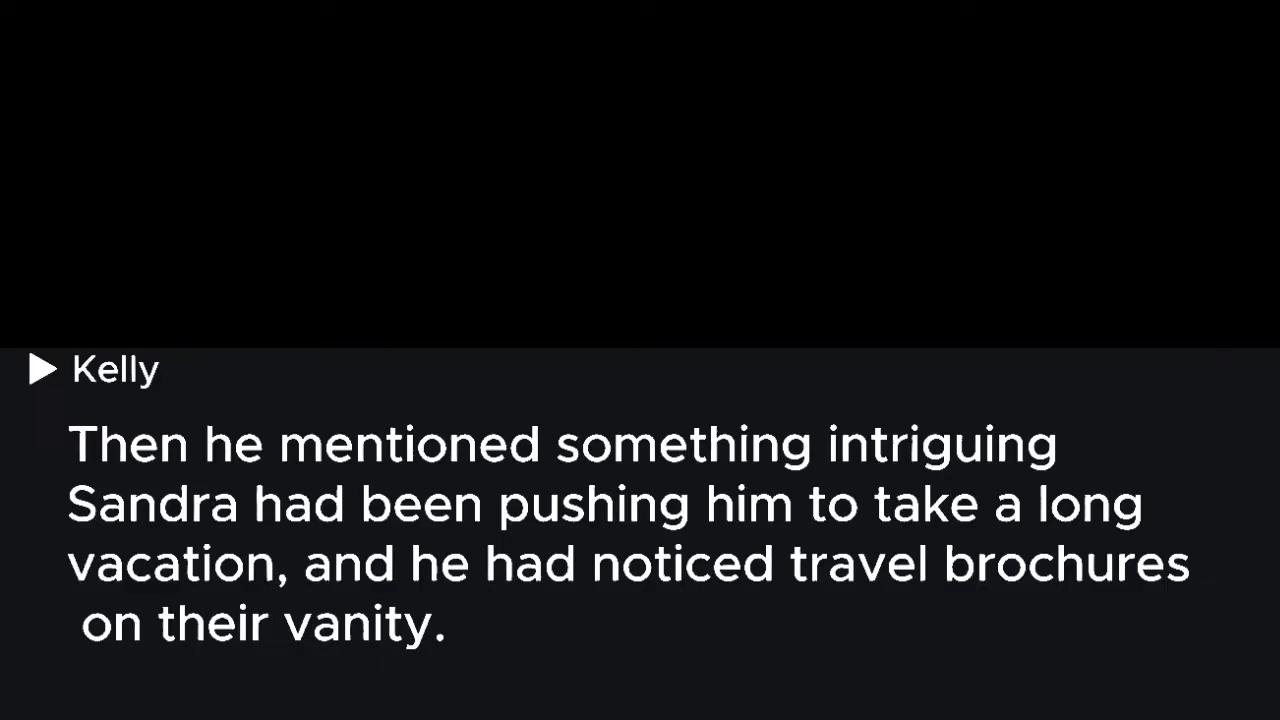 Kelly
Then he mentioned something intriguing
Sandra had been pushing him to take a long
vacation, and he had noticed travel brochures
on their vanity.